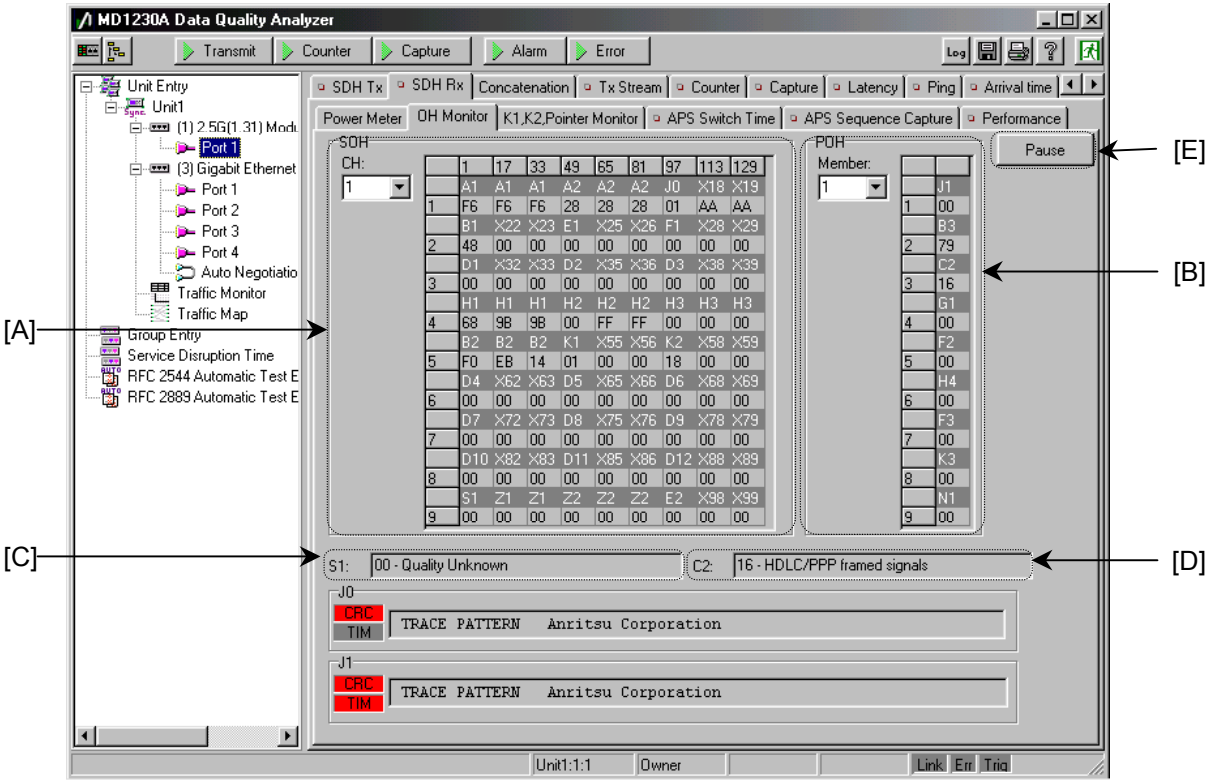 MD1230A Data Quality Analyzer
Transmit Counter Capture Alarm Error Log
Unit Entry
Unit1
Sync.
(1) 2.5G(1.31) Modu
Port 1
(3) Gigabit Ethernet
Port 1
Port 2
Port 3
Port 4
Auto Negotiatio
Traffic Monitor
Traffic Map
Group Entry
Service Disruption Time
AUTO RFC 2544 Automatic Test E
AUTO RFC 2889 Automatic Test E
SDH Tx SDH Rx Concatenation Tx Stream Counter Capture Latency Ping Arrival time
Power Meter OH Monitor K1,K2,Pointer Monitor APS Switch Time APS Sequence Capture Performance
SOH
CH:
1
1 17 33 49 65 81 97 113 129
A1 A1 A1 A2 A2 A2 J0 X18 X19
1 F6 F6 F6 28 28 28 01 AA AA
B1 X22 X23 E1 X25 X26 F1 X28 X29
2 48 00 00 00 00 00 00 00 00
D1 X32 X33 D2 X35 X36 D3 X38 X39
3 00 00 00 00 00 00 00 00 00
H1 H1 H1 H2 H2 H2 H3 H3 H3
4 68 9B 9B 00 FF FF 00 00 00
B2 B2 B2 K1 X55 X56 K2 X58 X59
5 F0 EB 14 01 00 00 18 00 00
D4 X62 X63 D5 X65 X66 D6 X68 X69
6 00 00 00 00 00 00 00 00 00
D7 X72 X73 D8 X75 X76 D9 X78 X79
7 00 00 00 00 00 00 00 00 00
D10 X82 X83 D11 X85 X86 D12 X88 X89
8 00 00 00 00 00 00 00 00 00
S1 Z1 Z1 Z2 Z2 Z2 E2 X98 X99
9 00 00 00 00 00 00 00 00 00
POH
Member:
1
J1
1 00
B3
2 79
C2
3 16
G1
4 00
F2
5 00
H4
6 00
F3
7 00
K3
8 00
N1
9 00
Pause
[E]
[B]
[A]
[C]
[D]
S1: 00 - Quality Unknown
C2: 16 - HDLC/PPP framed signals
J0
CRC
TIM
TRACE PATTERN Anritsu Corporation
J1
CRC
TIM
TRACE PATTERN Anritsu Corporation
Unit1:1:1 Owner Link Err Trig